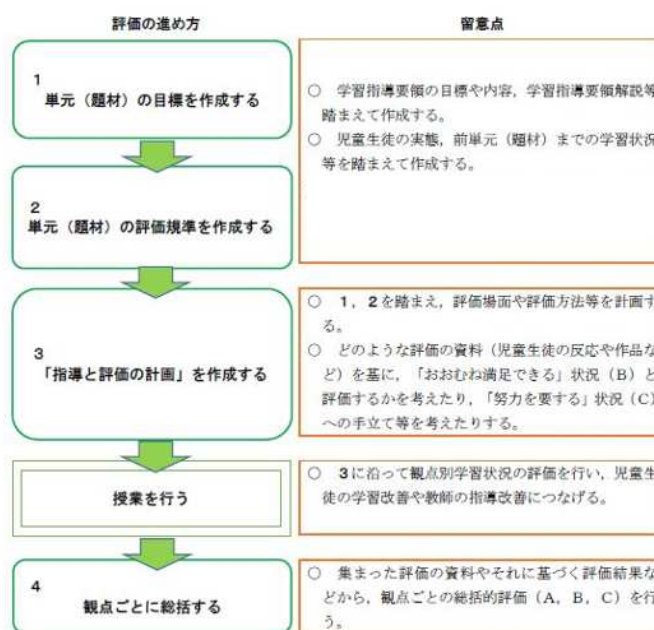 評価の進め方
留意点
1
単元（題材）の目標を作成する
○ 学習指導要領の目標や内容，学習指導要領解説等
踏まえて作成する。
○ 児童生徒の実態，前単元（題材）までの学習状況
等を踏まえて作成する。
2
単元（題材）の評価規準を作成する
3
「指導と評価の計画」を作成する
○ 1，2を踏まえ，評価場面や評価方法等を計画す
る。
○ どのような評価の資料（児童生徒の反応や作品な
ど）を基に，「おおむね満足できる」状況（B）と
評価するかを考えたり，「努力を要する」状況（C）
への手立て等を考えたりする。
授業を行う
○ 3に沿って観点別学習状況の評価を行い，児童生
徒の学習改善や教師の指導改善につなげる。
4
観点ごとに総括する
○ 集まった評価の資料やそれに基づく評価結果な
どから，観点ごとの総括的評価（A，B，C）を行
う。